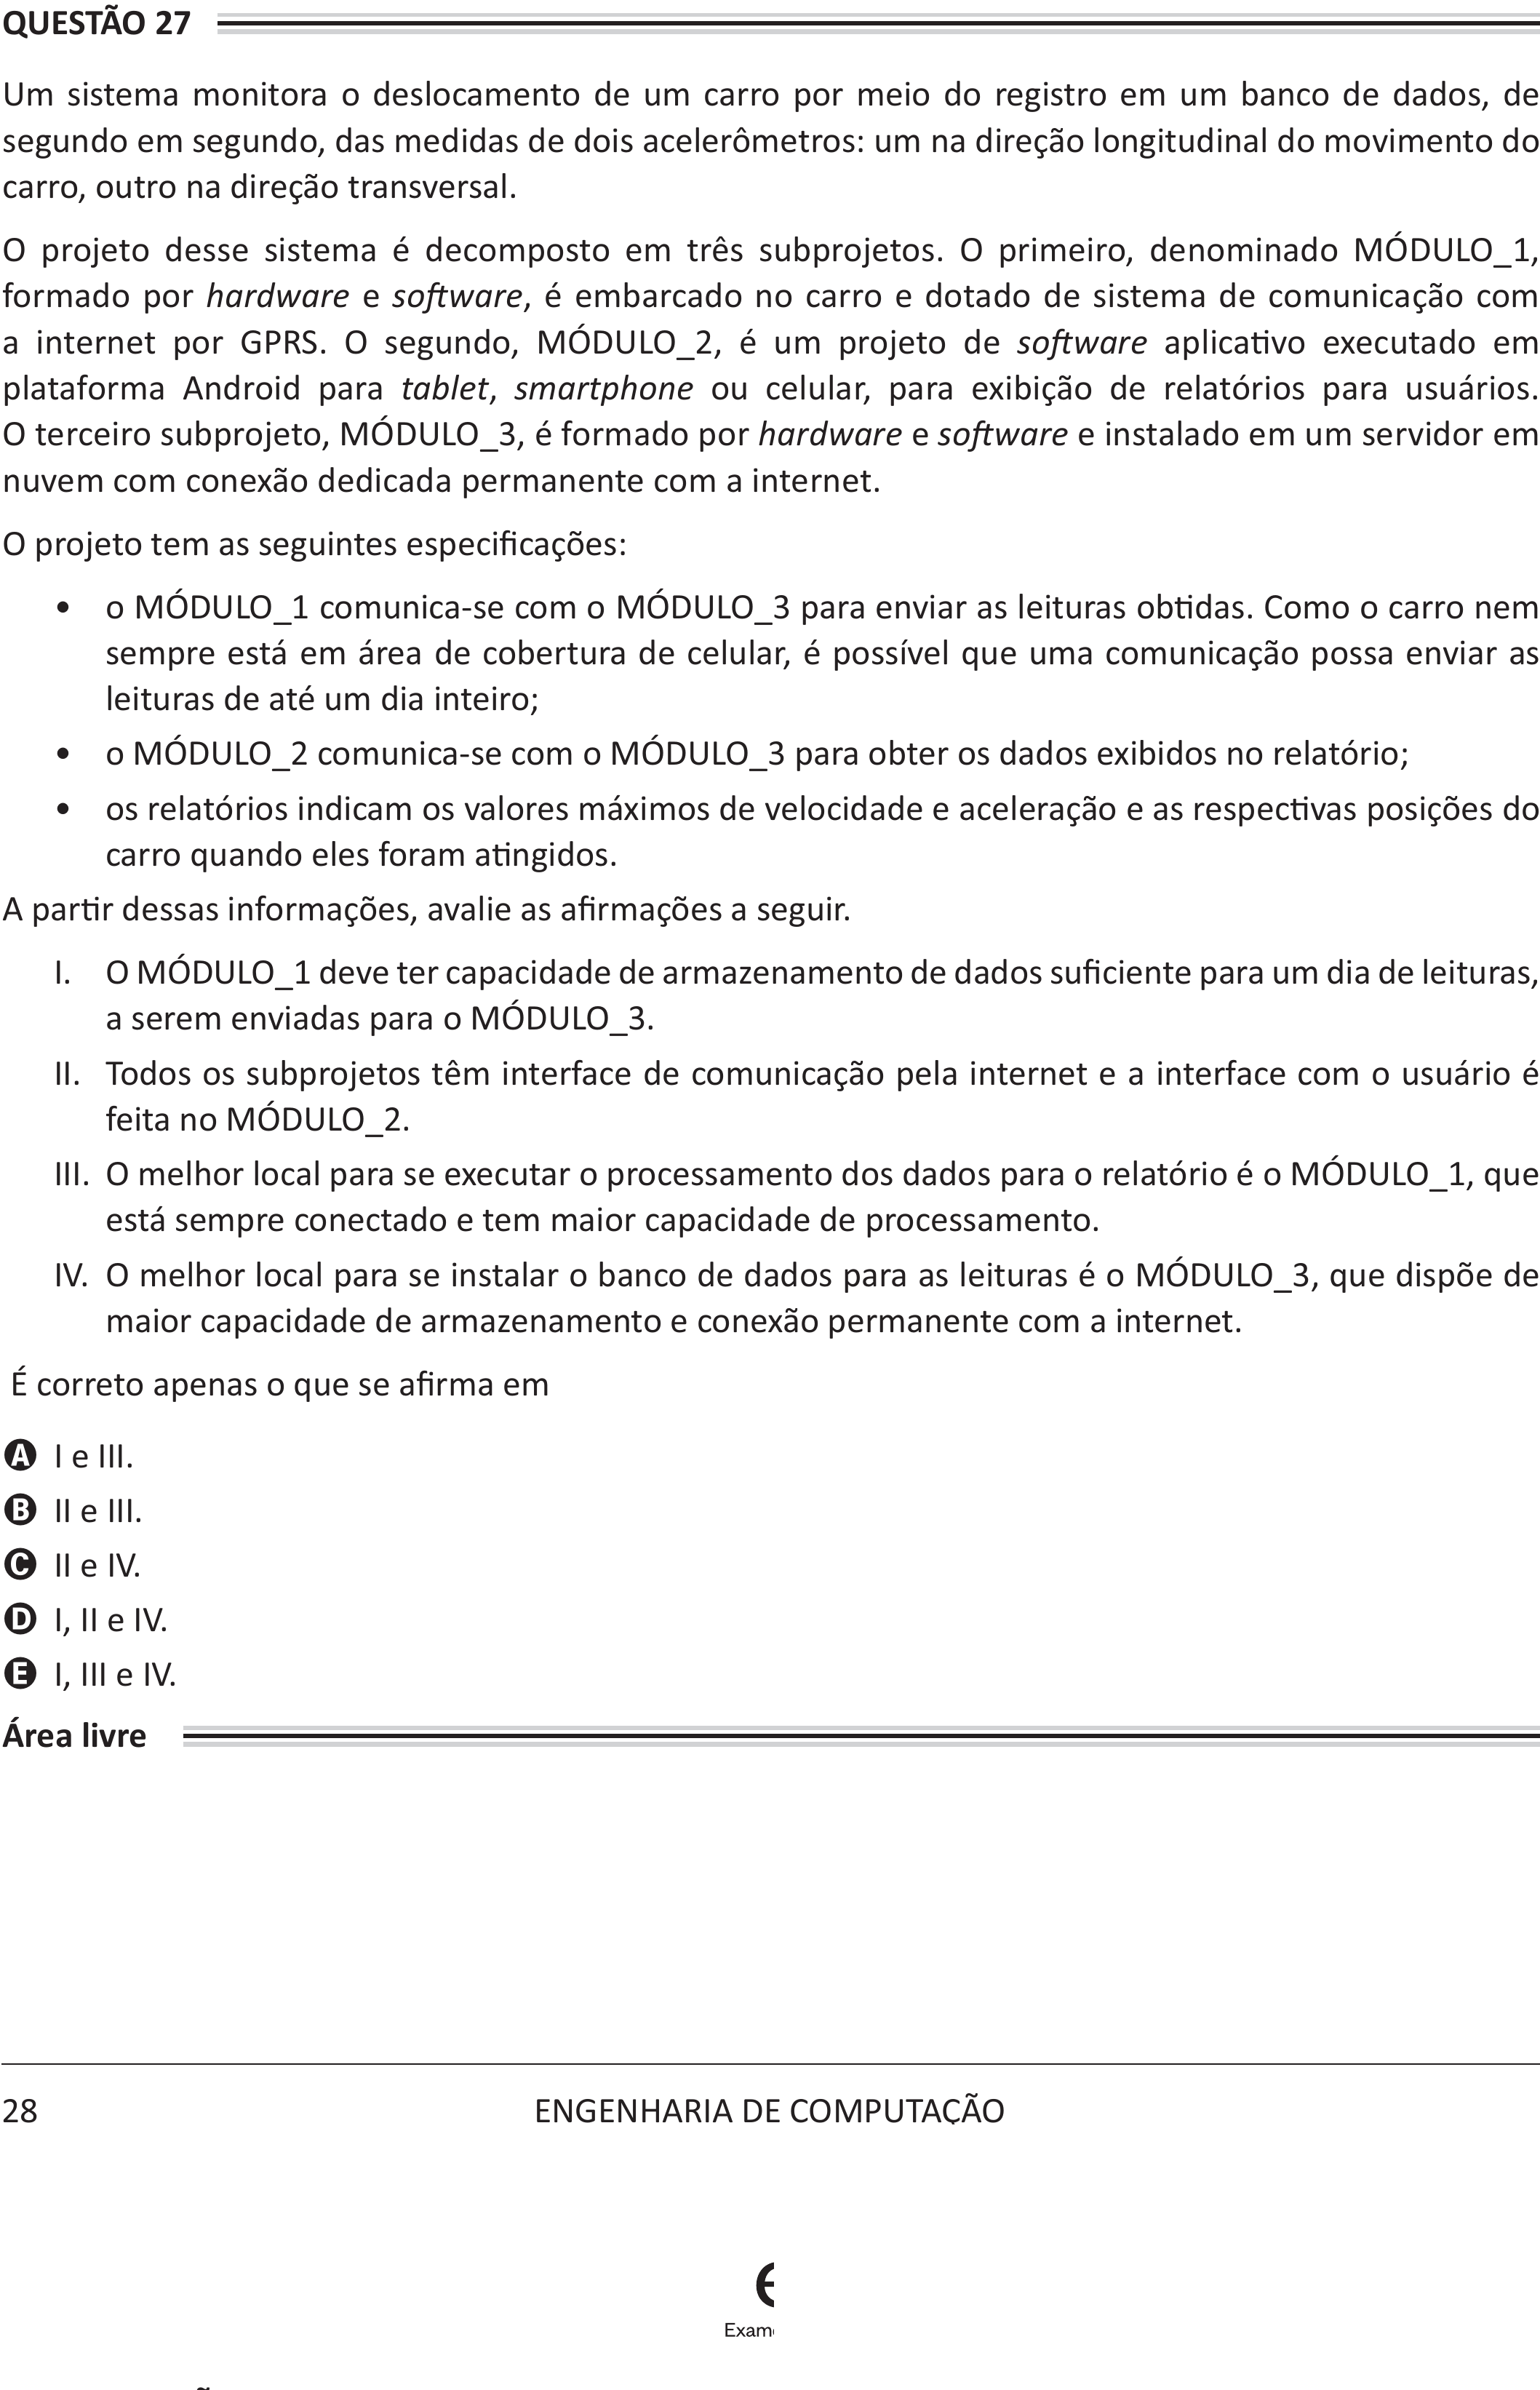 QUESTÃO 27
Um sistema monitora o deslocamento de um carro por meio do registro em um banco de dados, de
segundo em segundo, das medidas de dois acelerômetros: um na direção longitudinal do movimento do
carro, outro na direção transversal.
O projeto desse sistema é decomposto em três subprojetos. O primeiro, denominado MÓDULO_1,
formado por hardware e software, é embarcado no carro e dotado de sistema de comunicação com
a internet por GPRS. O segundo, MÓDULO_2, é um projeto de software aplicativo executado em
plataforma Android para tablet, smartphone ou celular, para exibição de relatórios para usuários.
O terceiro subprojeto, MÓDULO_3, é formado por hardware e software e instalado em um servidor em
nuvem com conexão dedicada permanente com a internet.
O projeto tem as seguintes especificações:
• o MÓDULO_1 comunica-se com o MÓDULO_3 para enviar as leituras obtidas. Como o carro nem
sempre está em área de cobertura de celular, é possível que uma comunicação possa enviar as
leituras de até um dia inteiro;
• o MÓDULO_2 comunica-se com o MÓDULO_3 para obter os dados exibidos no relatório;
• os relatórios indicam os valores máximos de velocidade e aceleração e as respectivas posições do
carro quando eles foram atingidos.
A partir dessas informações, avalie as afirmações a seguir.
I. O MÓDULO_1 deve ter capacidade de armazenamento de dados suficiente para um dia de leituras,
a serem enviadas para o MÓDULO_3.
II. Todos os subprojetos têm interface de comunicação pela internet e a interface com o usuário é
feita no MÓDULO_2.
III. O melhor local para se executar o processamento dos dados para o relatório é o MÓDULO_1, que
está sempre conectado e tem maior capacidade de processamento.
IV. O melhor local para se instalar o banco de dados para as leituras é o MÓDULO_3, que dispõe de
maior capacidade de armazenamento e conexão permanente com a internet.
É correto apenas o que se afirma em
A I e III.
B II e III.
C II e IV.
D I, II e IV.
E I, III e IV.
Área livre
28 ENGENHARIA DE COMPUTAÇÃO